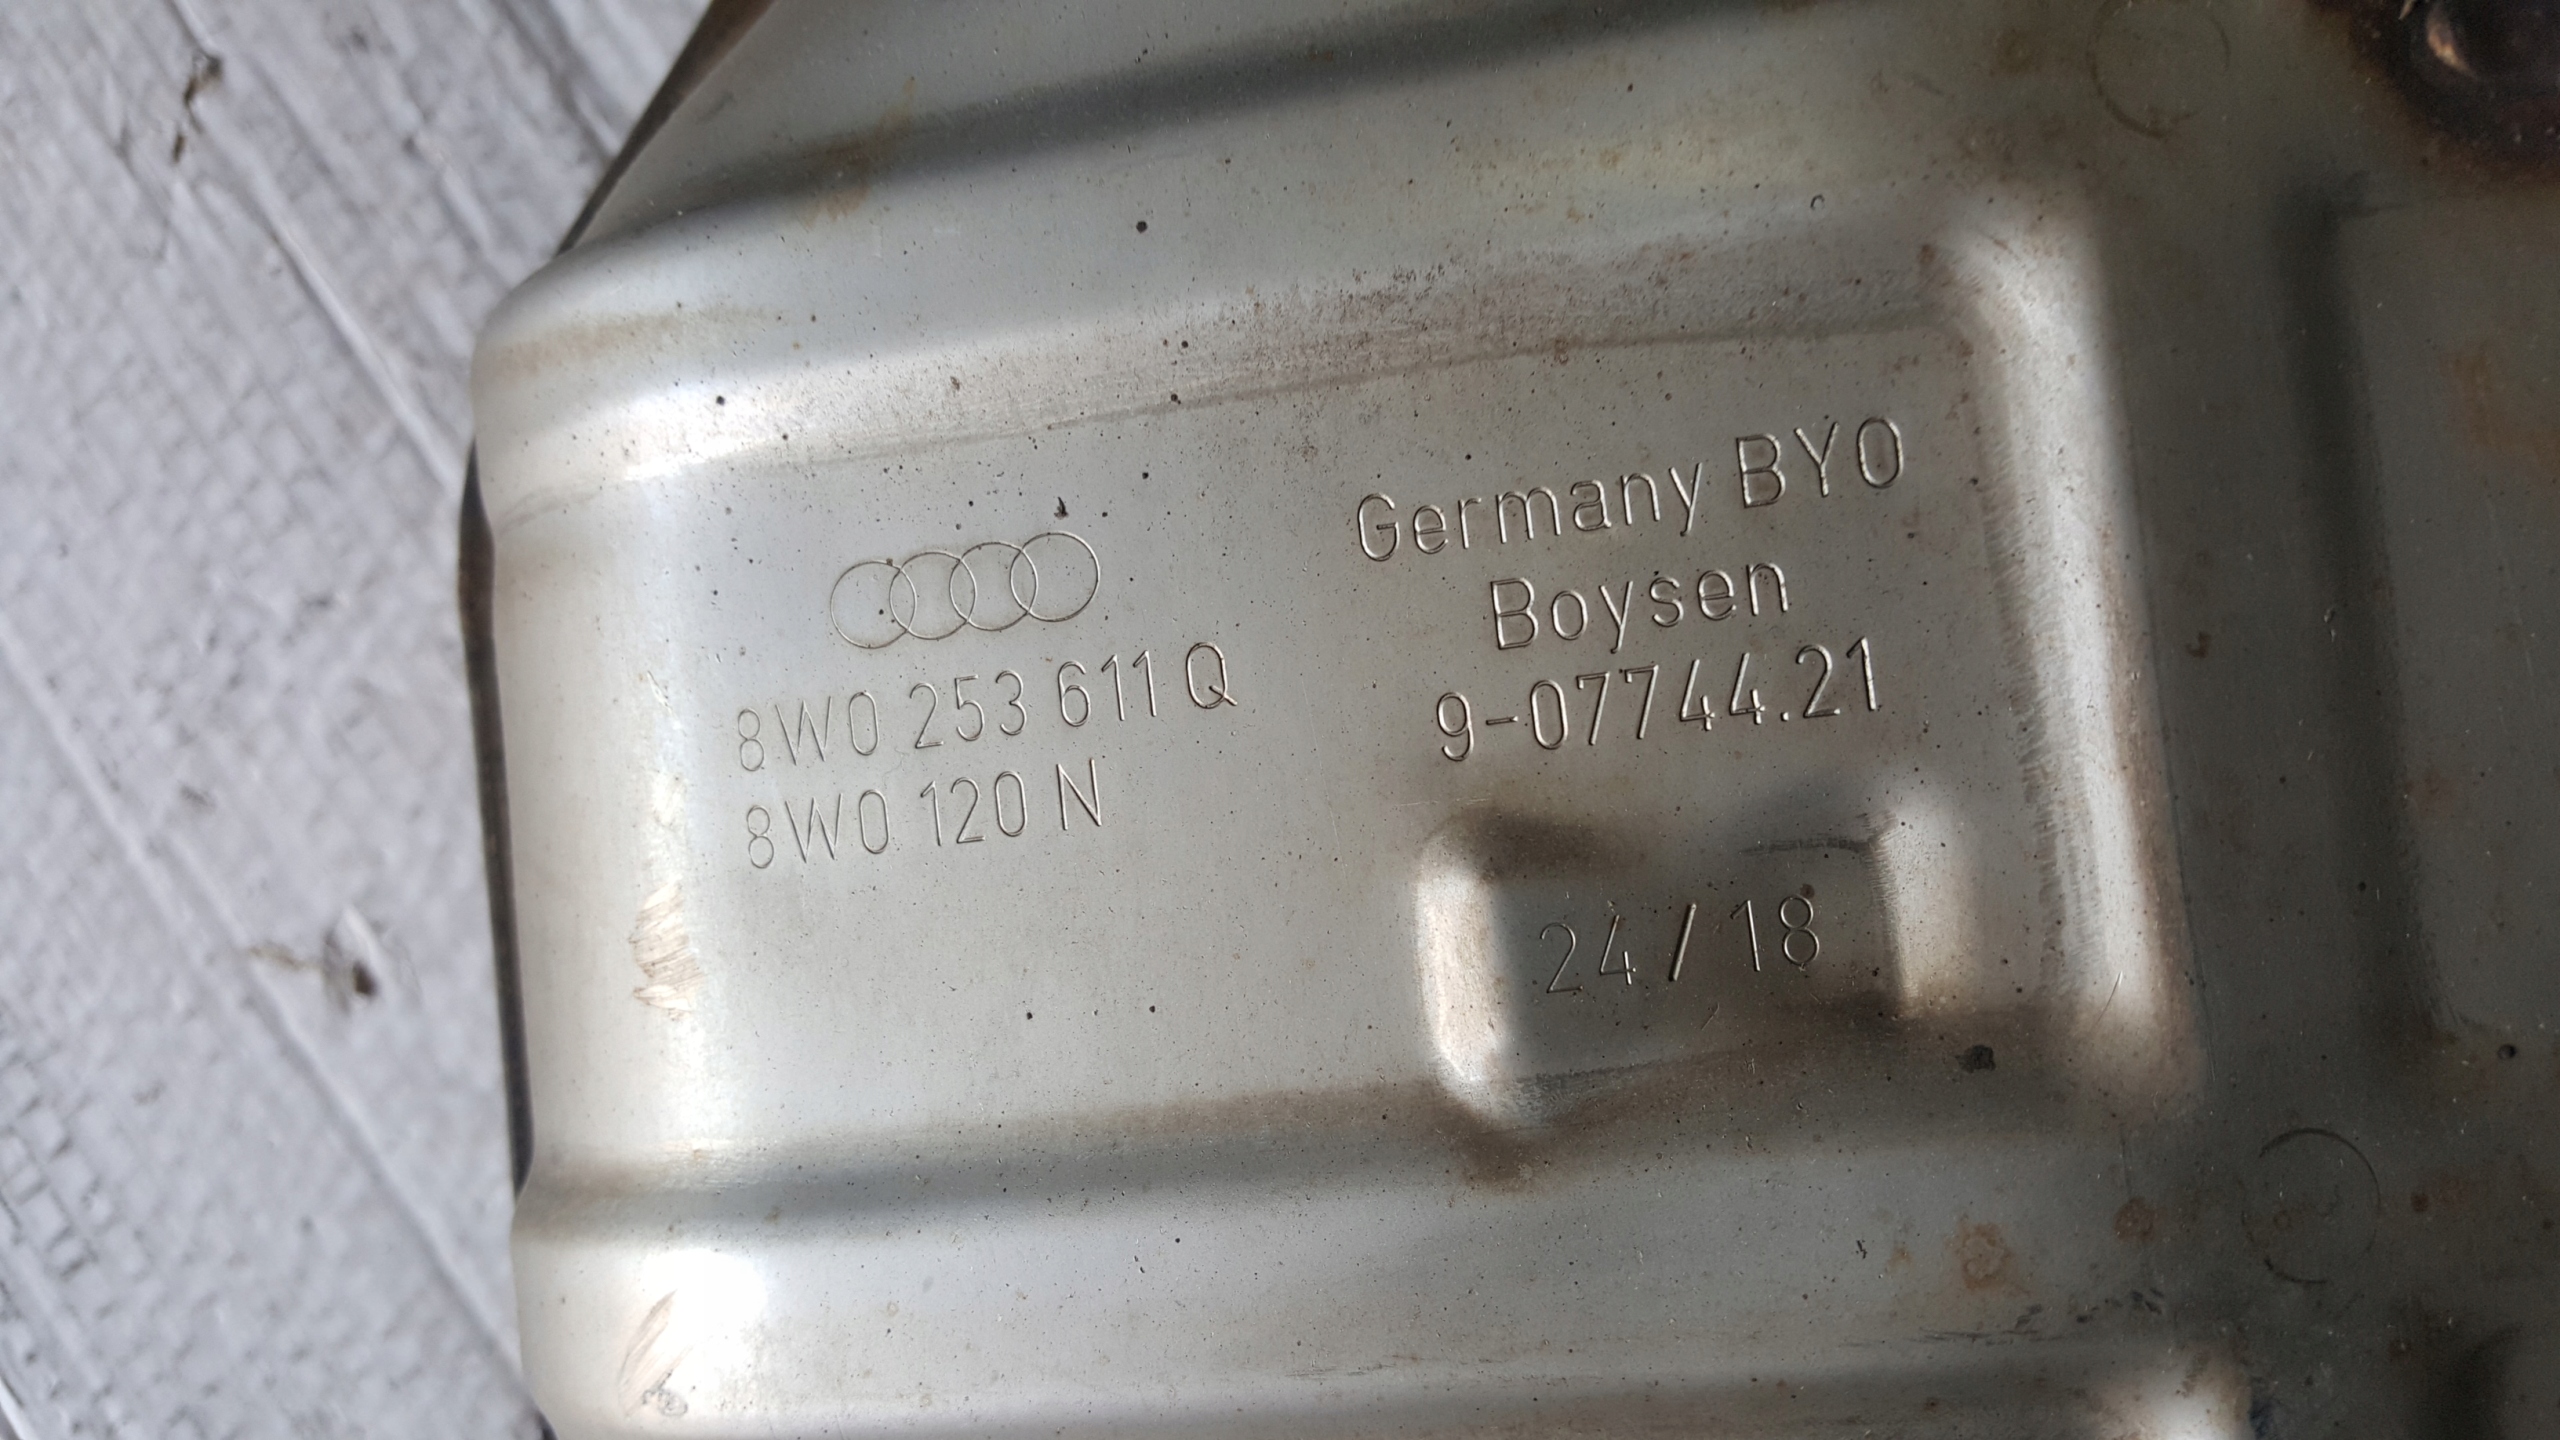 8W0 253 611 Q
8W0 120 N
Germany BYO
Boysen
9-07744.21
24 / 18